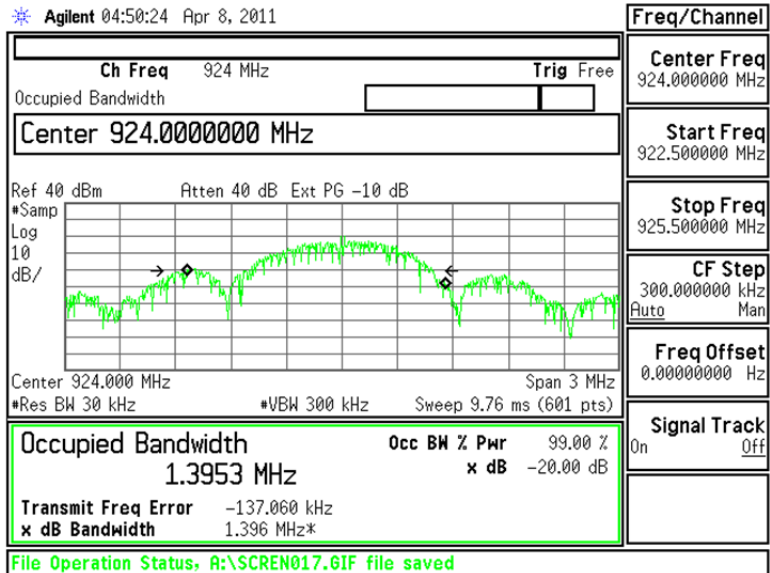 Agilent 04:50:24 Apr 8, 2011
Freq/Channel
Ch Freq 924 MHz Trig Free
Occupied Bandwidth
Center 924.0000000 MHz
Ref 40 dBm Atten 40 dB Ext PG -10 dB
#Samp
Log
10
dB/
Center 924.000 MHz Span 3 MHz
#Res BW 30 kHz #VBW 300 kHz Sweep 9.76 ms (601 pts)
Occupied Bandwidth Occ BW % Pwr 99.00 %
1.3953 MHz x dB -20.00 dB
Transmit Freq Error -137.060 kHz
x dB Bandwidth 1.396 MHz*
Center Freq
924.000000 MHz
Start Freq
922.500000 MHz
Stop Freq
925.500000 MHz
CF Step
300.000000 kHz
Auto Man
Freq Offset
0.00000000 Hz
Signal Track
On Off
File Operation Status, A:\SCREN017.GIF file saved